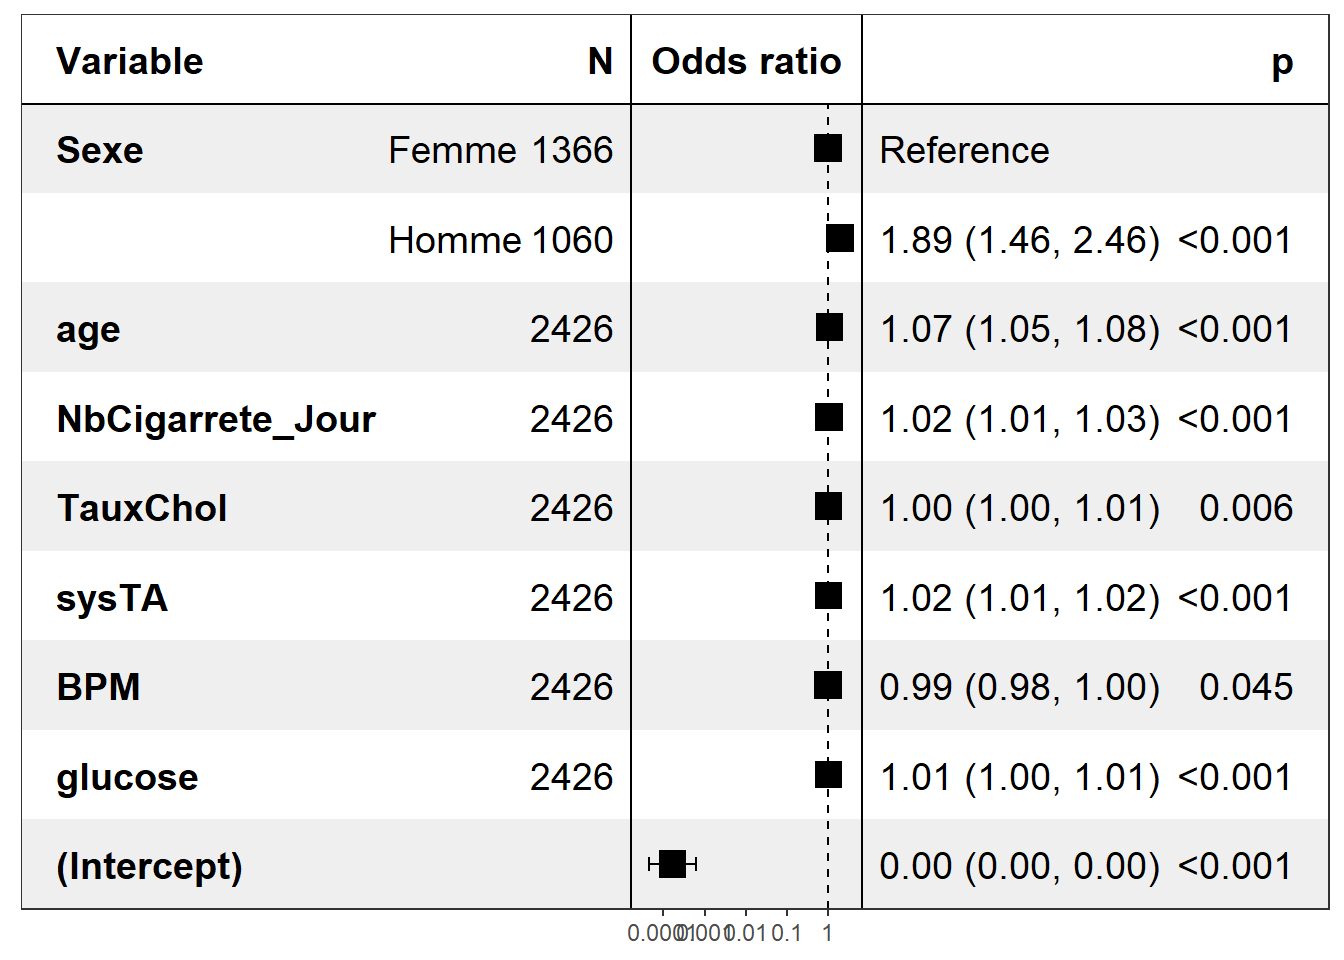 Variable N Odds ratio p
Sexe Femme 1366 Reference
Homme 1060 1.89 (1.46, 2.46) <0.001
age 2426 1.07 (1.05, 1.08) <0.001
NbCigarrete_Jour 2426 1.02 (1.01, 1.03) <0.001
TauxChol 2426 1.00 (1.00, 1.01) 0.006
sysTA 2426 1.02 (1.01, 1.02) <0.001
BPM 2426 0.99 (0.98, 1.00) 0.045
glucose 2426 1.01 (1.00, 1.01) <0.001
(Intercept) 0.00 (0.00, 0.00) <0.001
0.0001 0.001 0.01 0.1 1